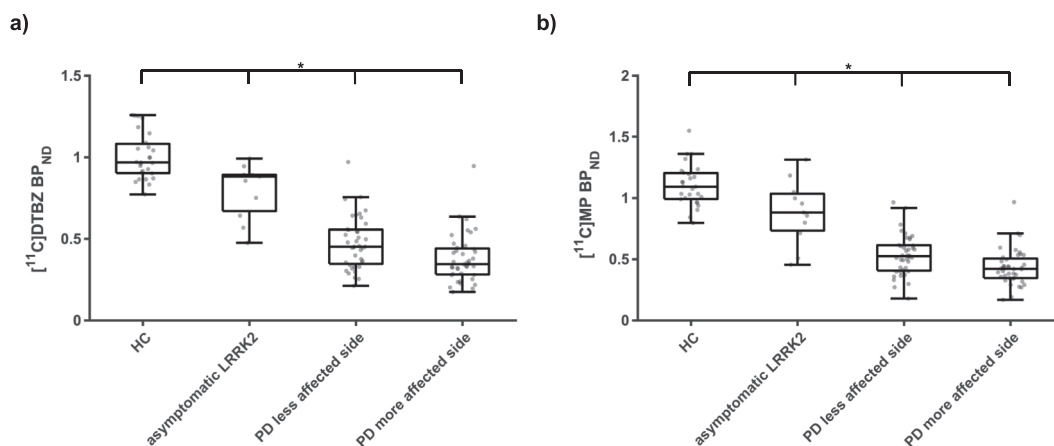 a)
*
1.5
1
0.5
0
[¹¹C]DTBZ BP_ND
HC
asymptomatic LRRK2
PD less affected side
PD more affected side
b)
*
2
1.5
1
0.5
0
[¹¹C]MP BP_ND
HC
asymptomatic LRRK2
PD less affected side
PD more affected side